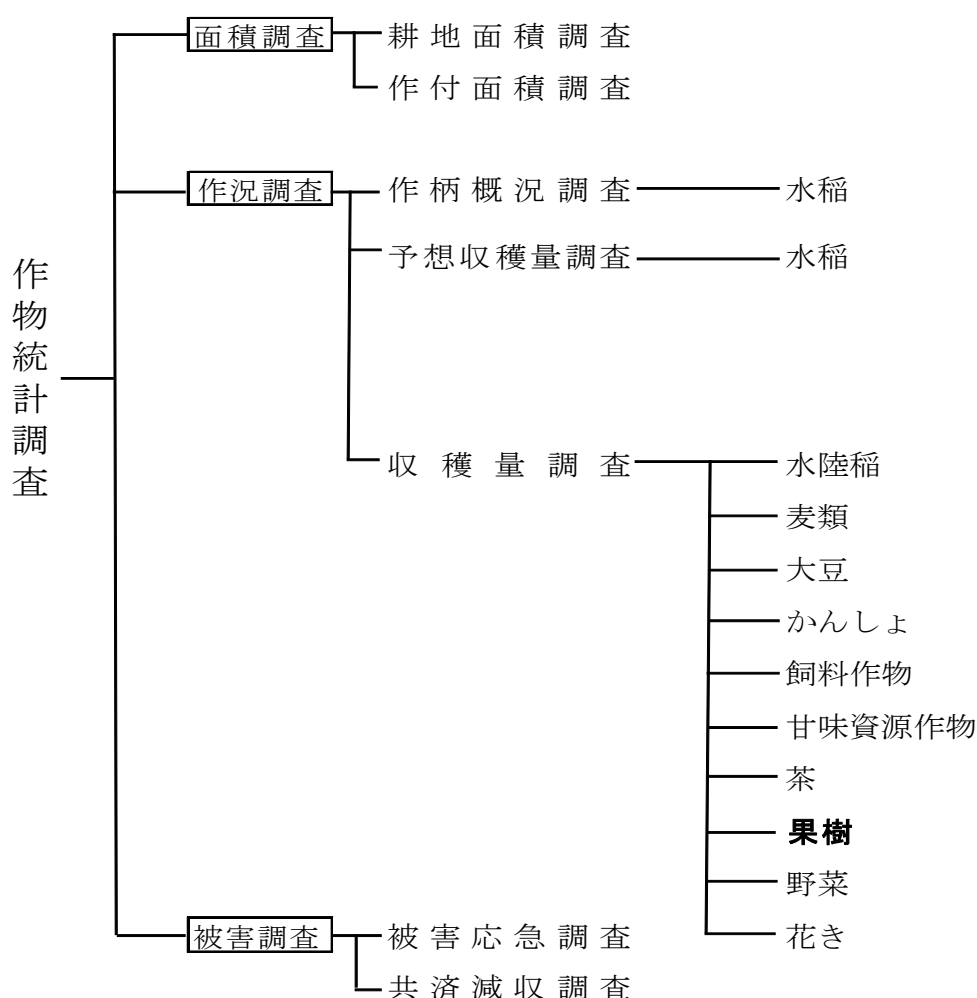 作物統計調査
面積調査
耕地面積調査
作付面積調査
作況調査
作柄概況調査
水稲
予想収穫量調査
水稲
収穫量調査
水陸稲
麦類
大豆
かんしょ
飼料作物
甘味資源作物
茶
果樹
野菜
花き
被害調査
被害応急調査
共済減収調査